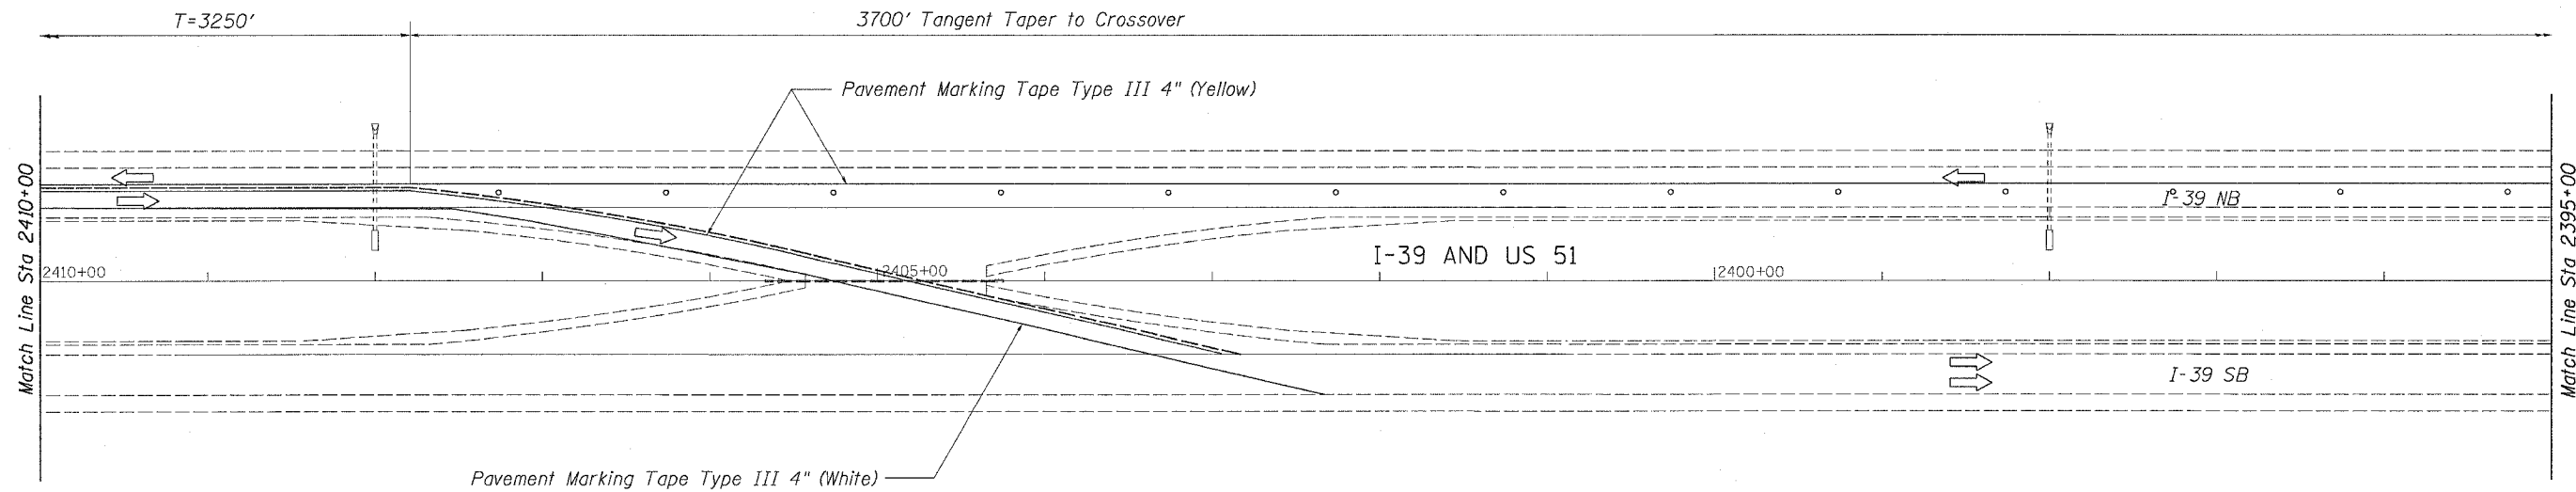 T=3250'
3700' Tangent Taper to Crossover
Pavement Marking Tape Type III 4" (Yellow)
Match Line Sta 2410+00
I-39 NB
I-39 AND US 51
2410+00
2405+00
2400+00
Match Line Sta 2395+00
I-39 SB
Pavement Marking Tape Type III 4" (White)